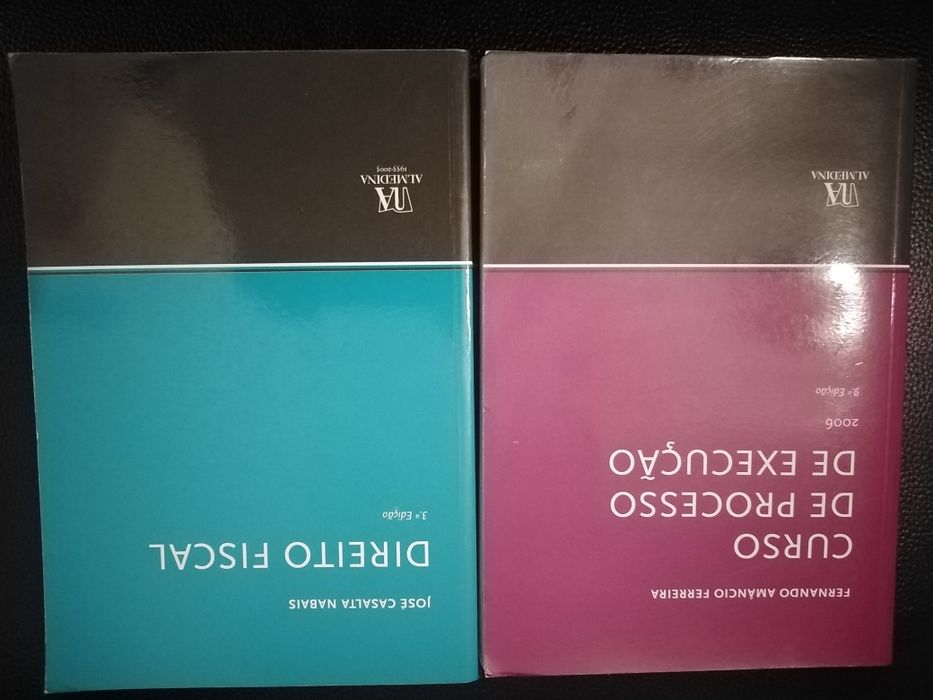 FERNANDO AMÂNCIO FERREIRA
CURSO
DE PROCESSO
DE EXECUÇÃO
2006
9.ª Edição
ALMEDINA
JOSÉ CASALTA NABAIS
DIREITO FISCAL
3.ª Edição
ALMEDINA
1955-2005